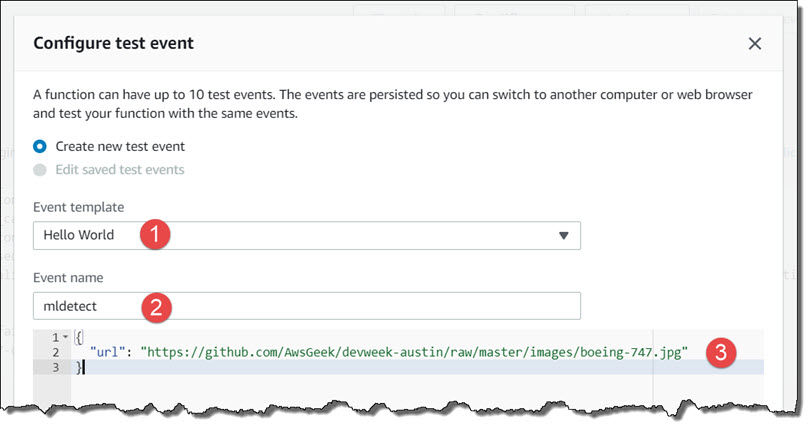 Configure test event
A function can have up to 10 test events. The events are persisted so you can switch to another computer or web browser
and test your function with the same events.
Create new test event
Edit saved test events
Event template
Hello World 1
Event name
mldetect 2
1 {
2 "url": "https://github.com/AwsGeek/devweek-austin/raw/master/images/boeing-747.jpg" 3
3 }